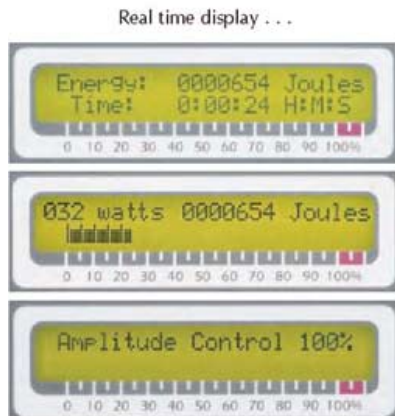 Real time display . . .
Energy: 0000654 Joules
Time: 0:00:24 H:M:S
0 10 20 30 40 50 60 70 80 90 100%
032 watts 0000654 Joules
0 10 20 30 40 50 60 70 80 90 100%
Amplitude Control 100%
0 10 20 30 40 50 60 70 80 90 100%